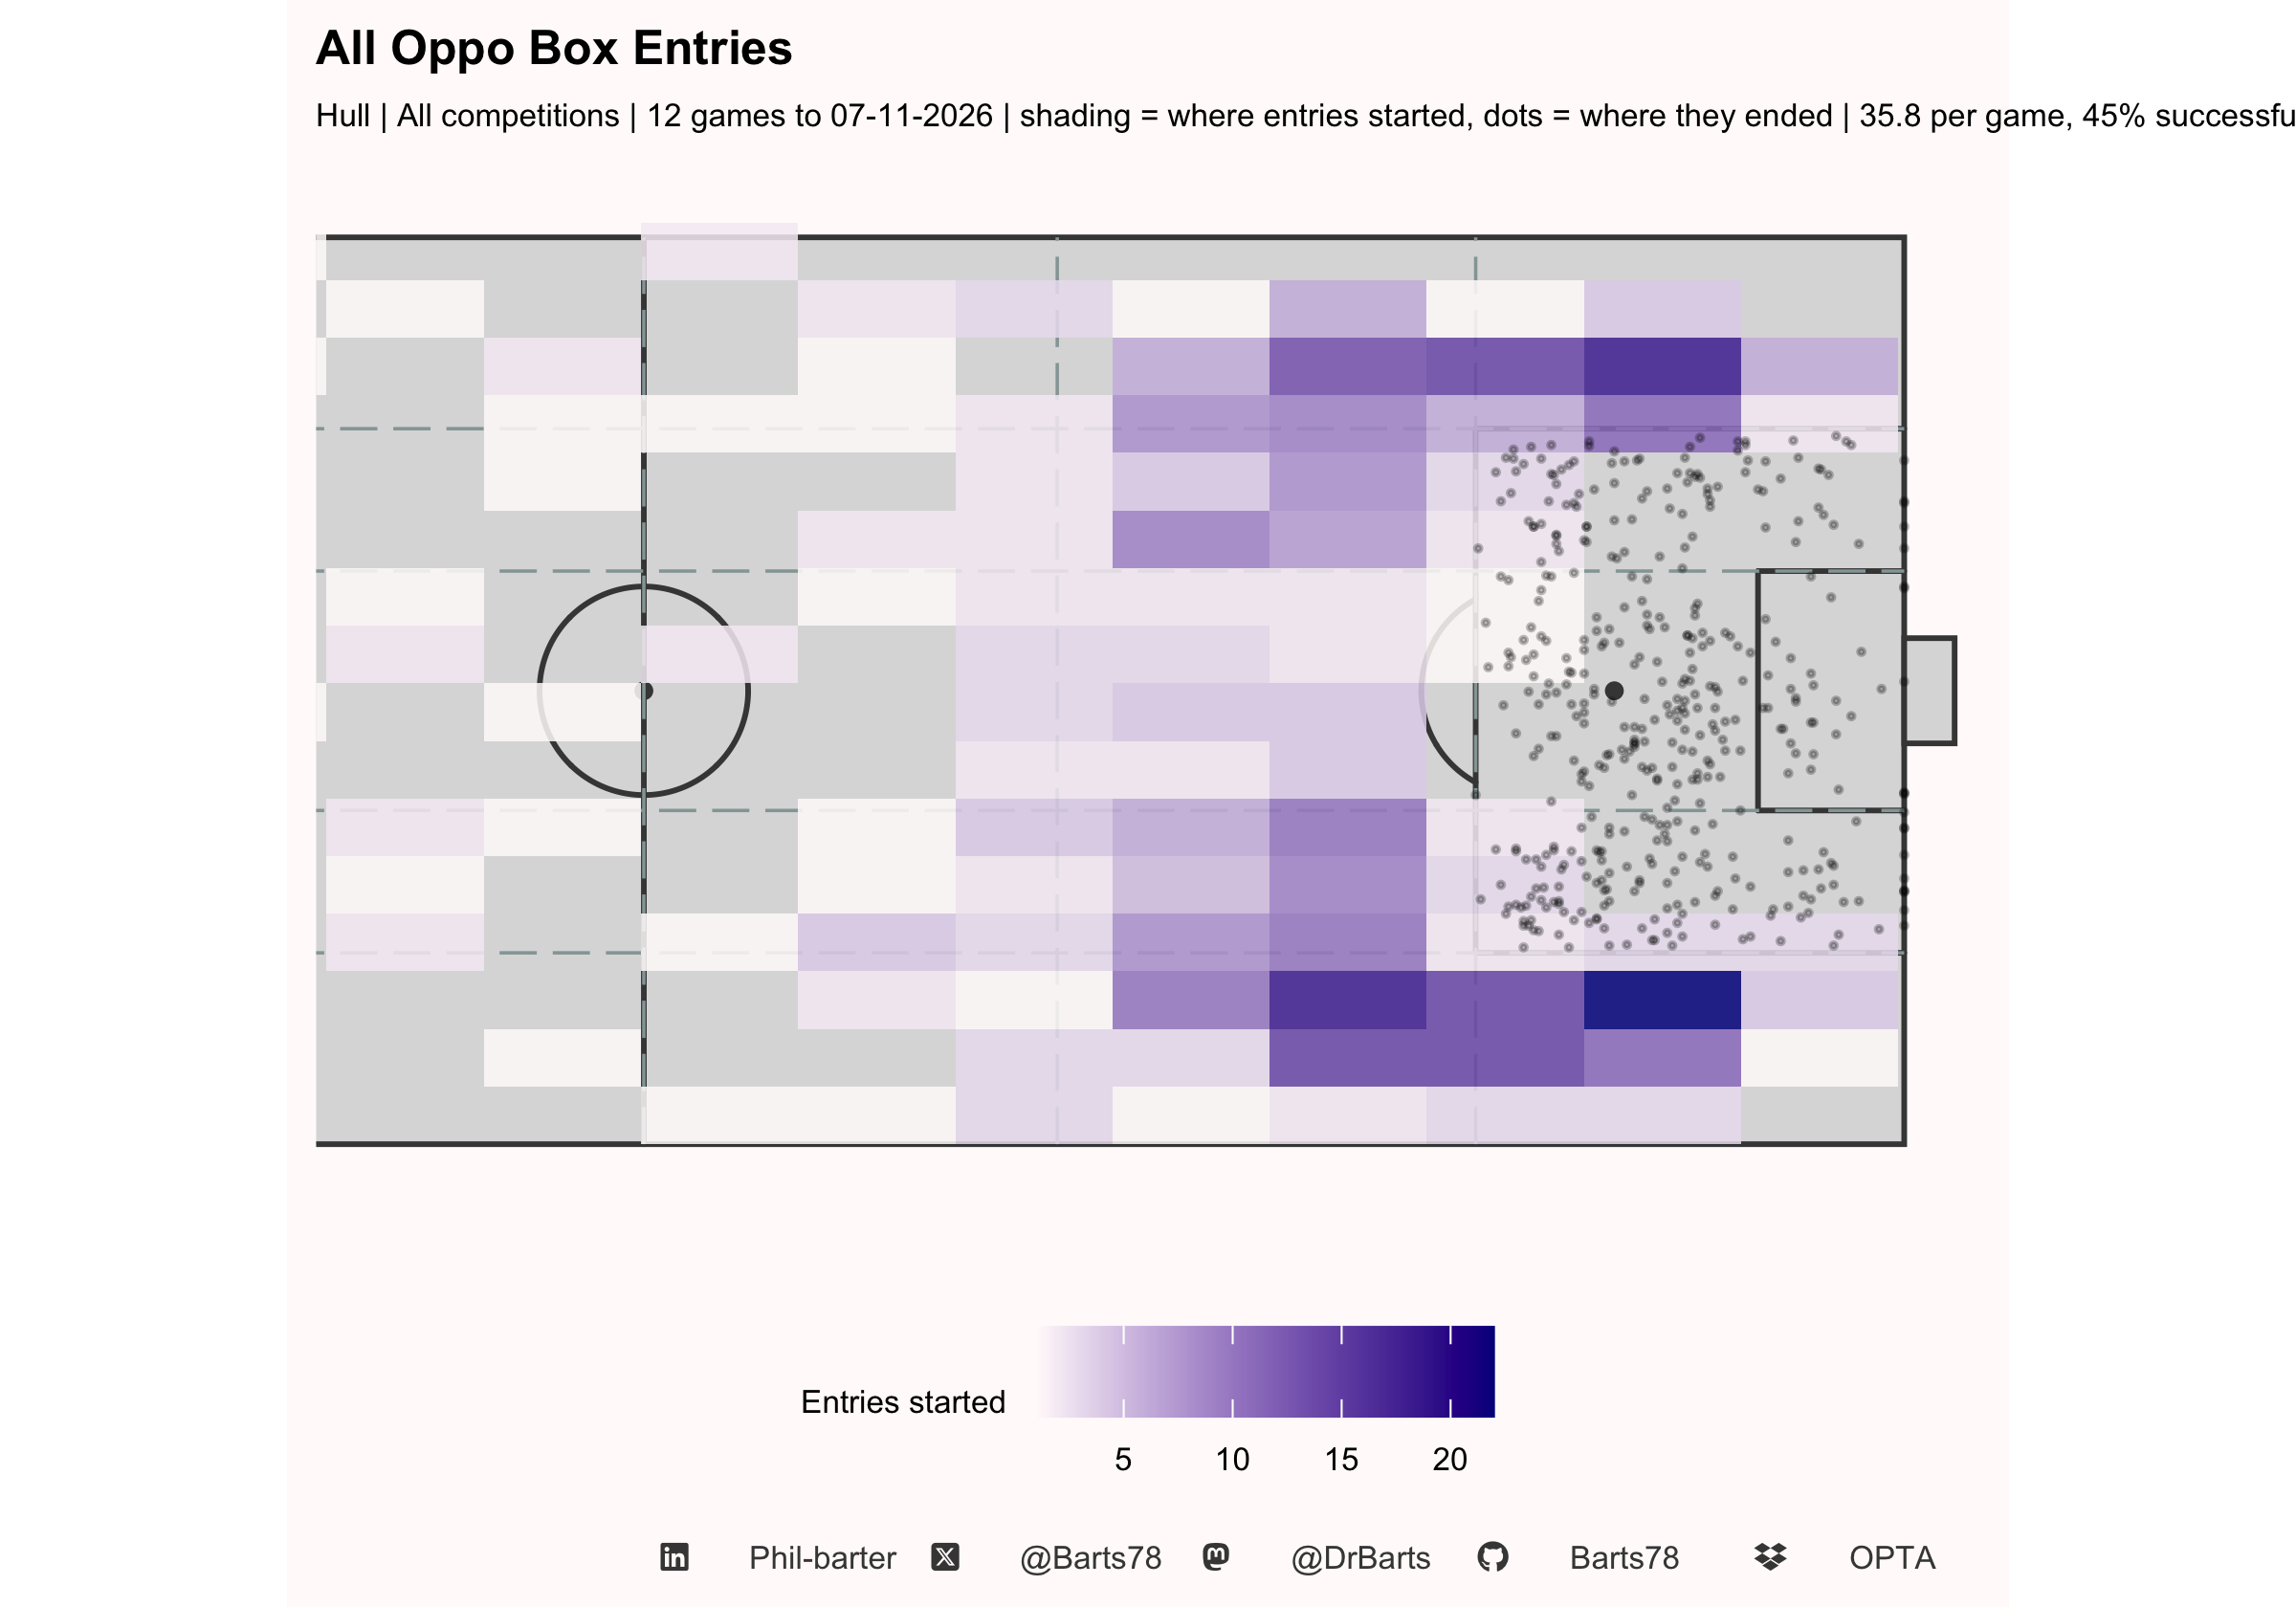 All Oppo Box Entries
Hull | All competitions | 12 games to 07-11-2026 | shading = where entries started, dots = where they ended | 35.8 per game, 45% successfu
Entries started
5 10 15 20
Phil-barter @Barts78 @DrBarts Barts78 OPTA